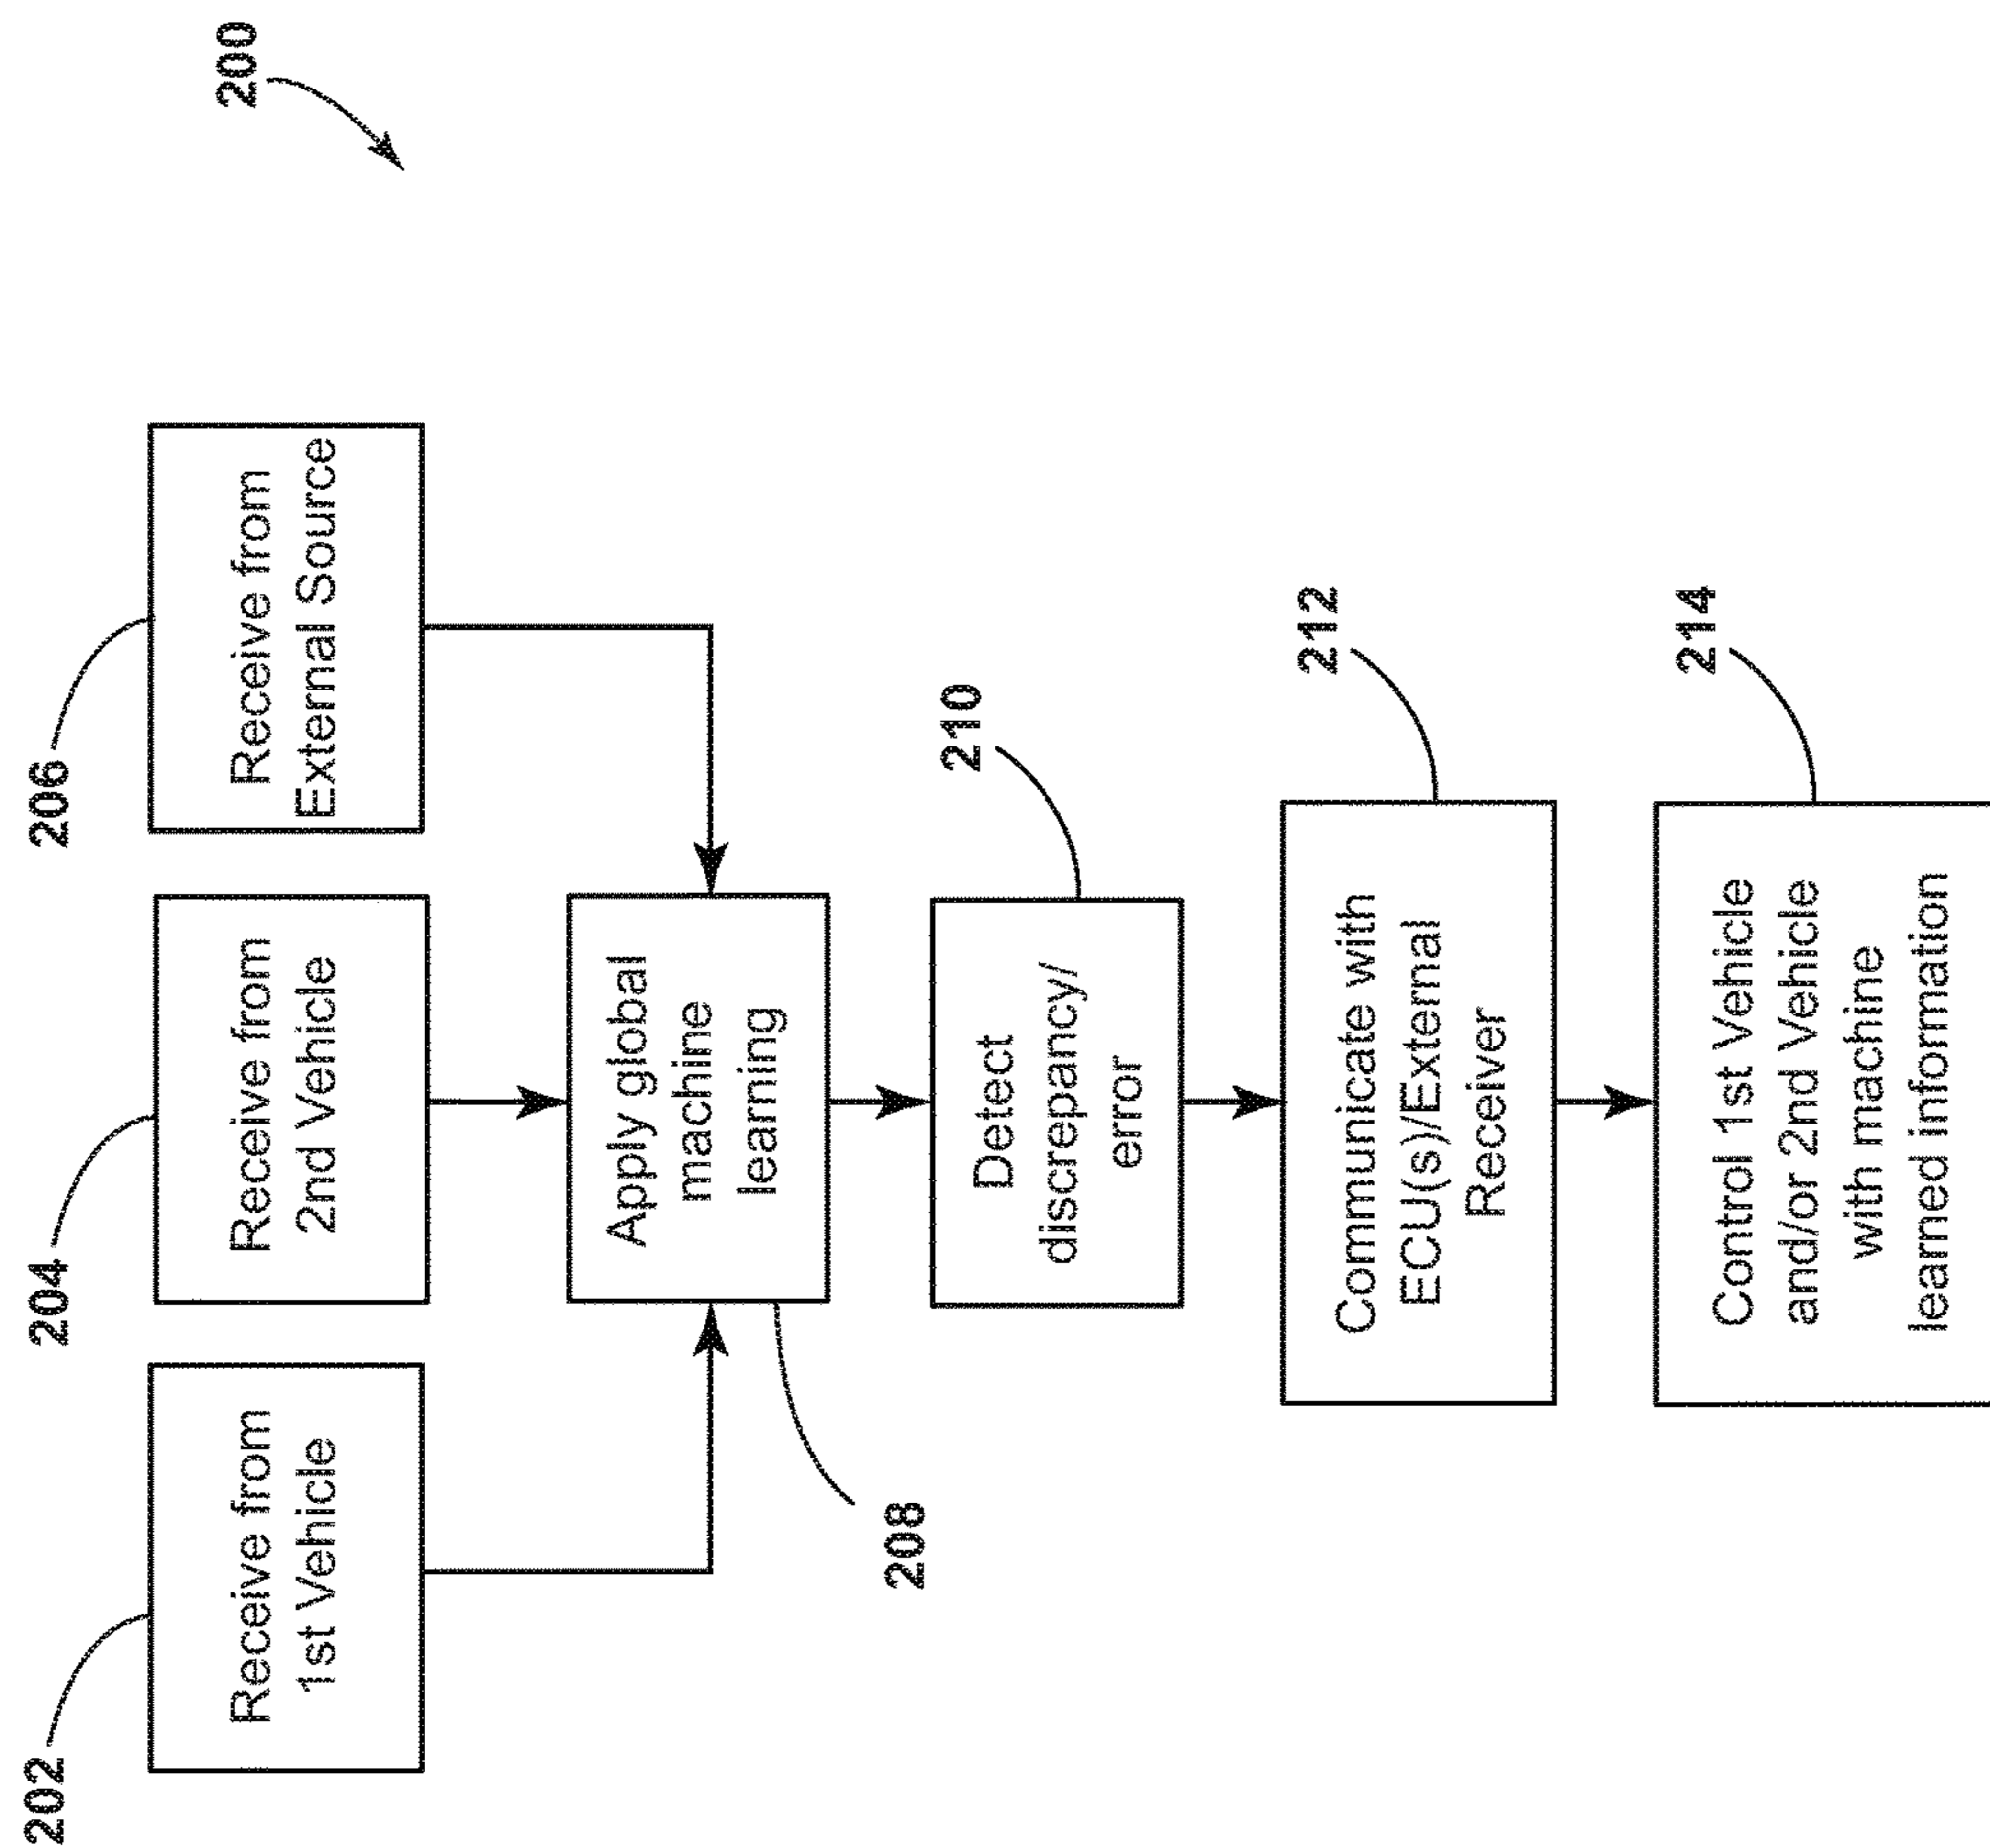 200
202
Receive from
1st Vehicle
204
Receive from
2nd Vehicle
206
Receive from
External Source
Apply global
machine
learning
208
Detect
discrepancy/
error
210
Communicate with
ECU(s)/External
Receiver
212
Control 1st Vehicle
and/or 2nd Vehicle
with machine
learned information
214